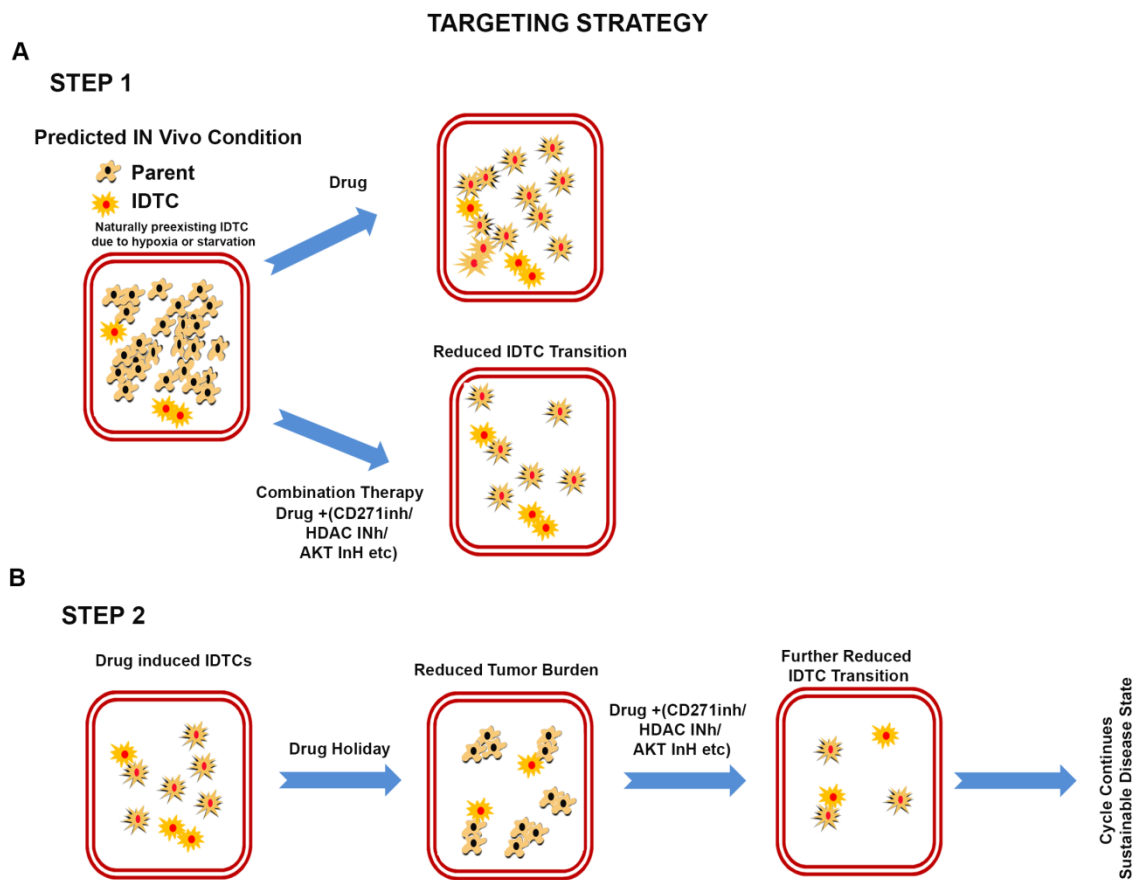 TARGETING STRATEGY
A
STEP 1
Predicted IN Vivo Condition
Parent
IDTC
Naturally preexisting IDTC
due to hypoxia or starvation
Drug
Reduced IDTC Transition
Combination Therapy
Drug +(CD271inh/
HDAC INh/
AKT InH etc)
B
STEP 2
Drug induced IDTCs
Drug Holiday
Reduced Tumor Burden
Drug +(CD271inh/
HDAC INh/
AKT InH etc)
Further Reduced
IDTC Transition
Cycle Continues
Sustainable Disease State